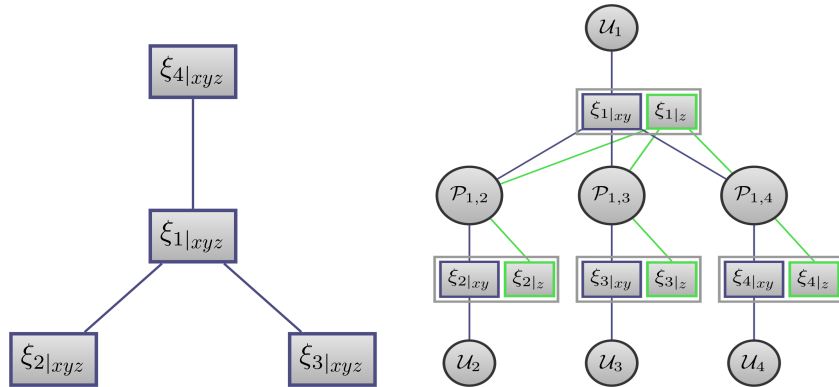 ξ₄|xyz
ξ₁|xyz
ξ₂|xyz ξ₃|xyz
𝒰₁
ξ₁|xy ξ₁|z
𝒫₁,₂ 𝒫₁,₃ 𝒫₁,₄
ξ₂|xy ξ₂|z ξ₃|xy ξ₃|z ξ₄|xy ξ₄|z
𝒰₂ 𝒰₃ 𝒰₄